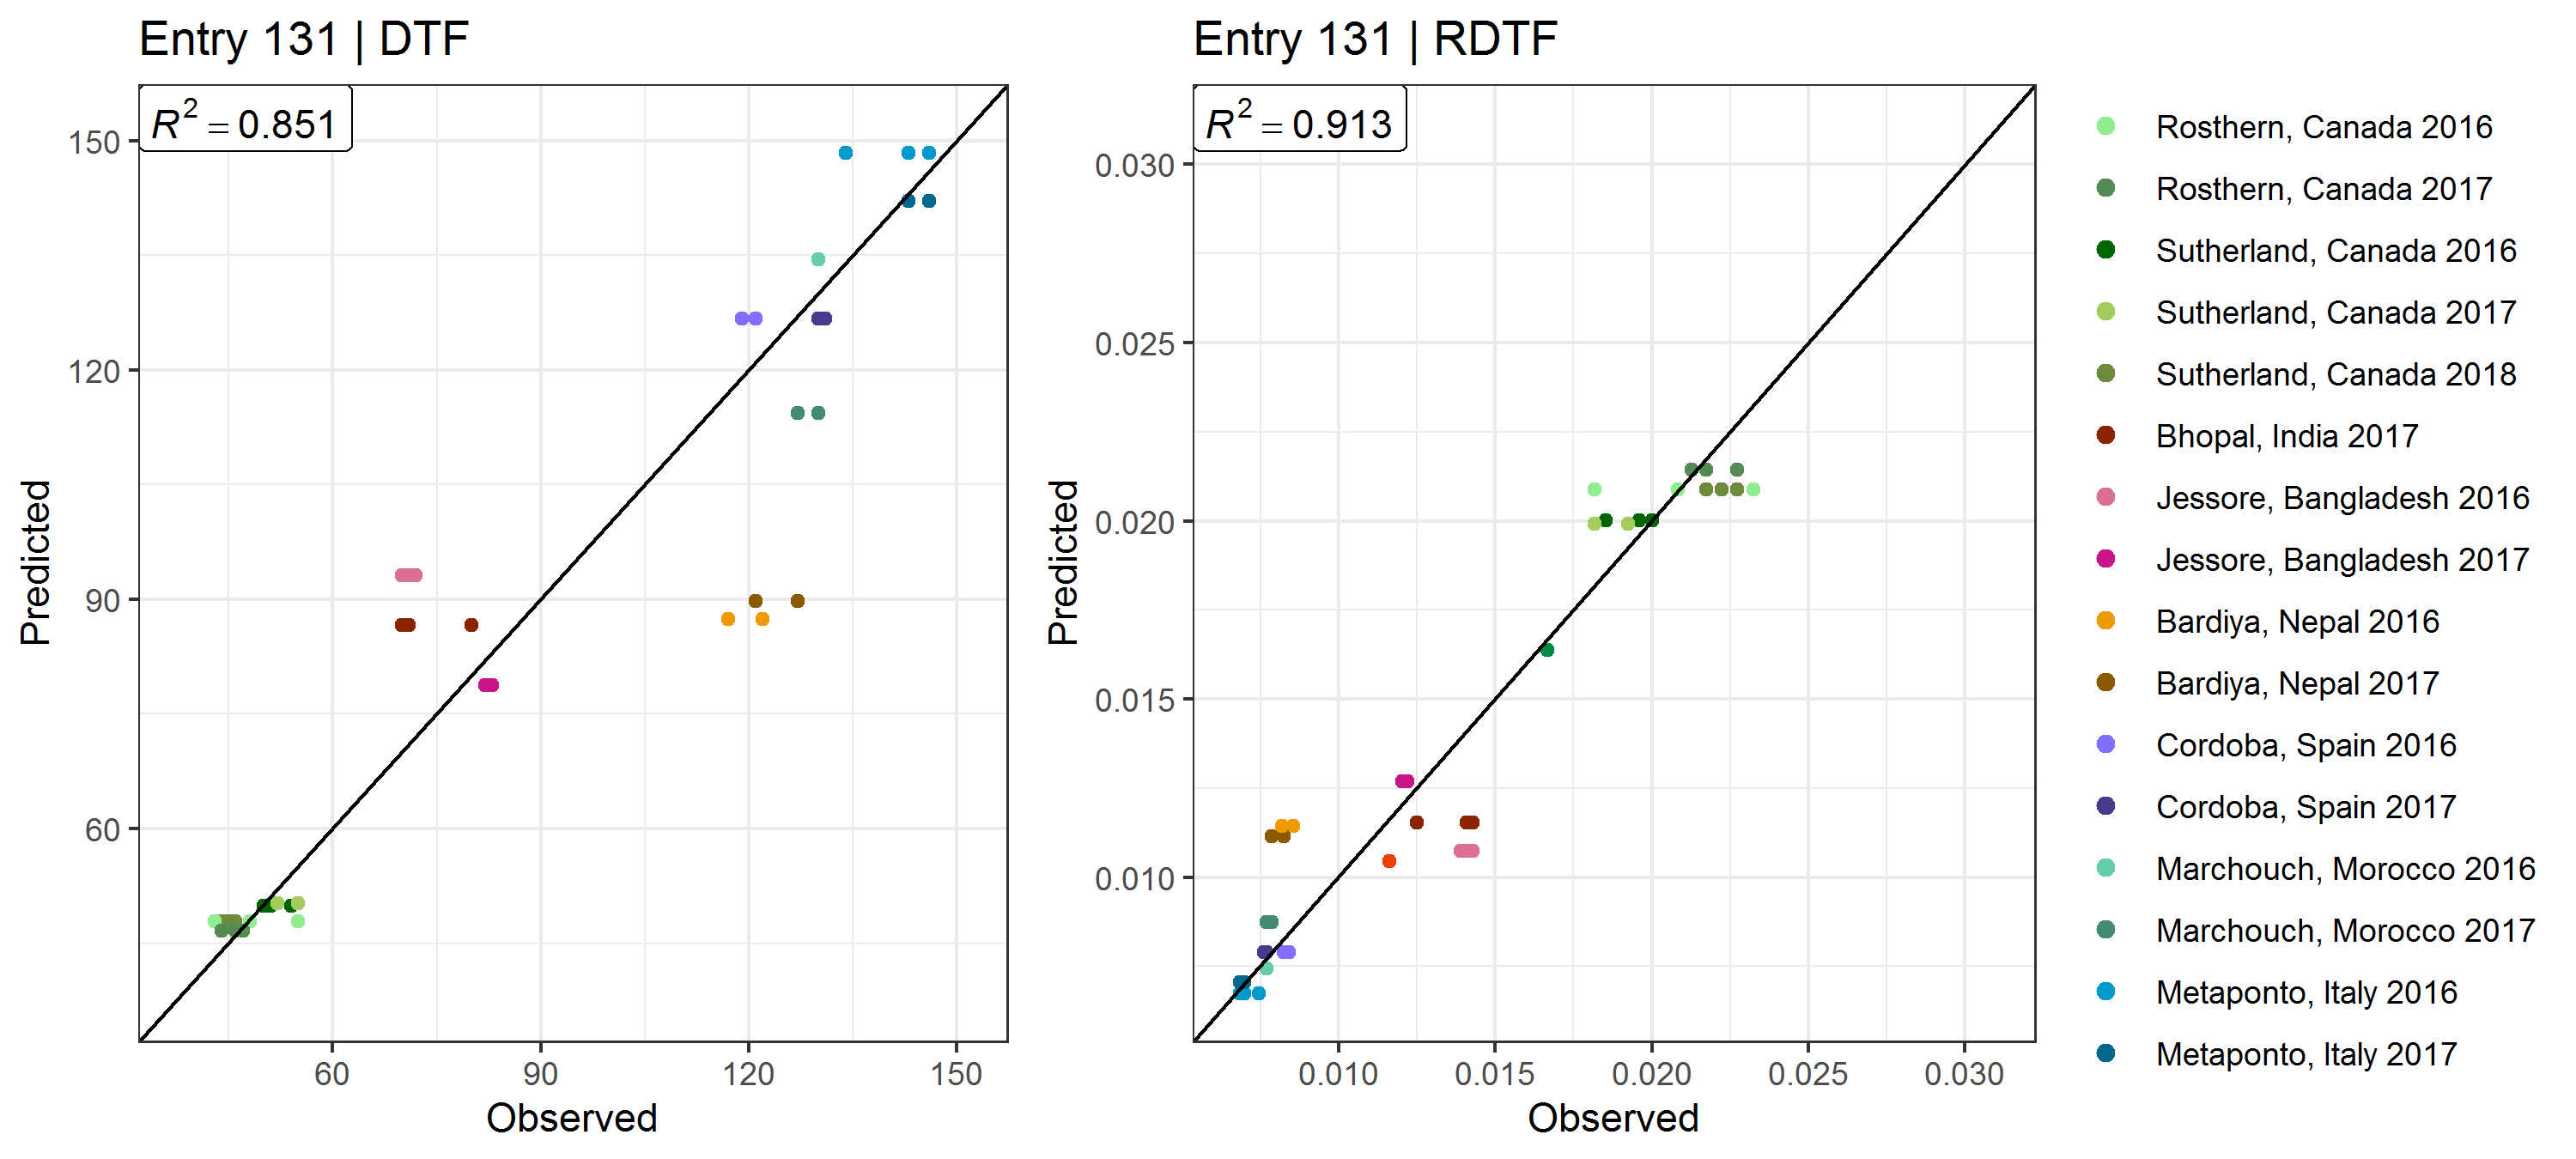 Entry 131 | DTF
R² = 0.851
150
120
90
60
Predicted
60
90
120
150
Observed
Entry 131 | RDTF
R² = 0.913
0.030
0.025
0.020
0.015
0.010
Predicted
0.010
0.015
0.020
0.025
0.030
Observed
Rosthern, Canada 2016
Rosthern, Canada 2017
Sutherland, Canada 2016
Sutherland, Canada 2017
Sutherland, Canada 2018
Bhopal, India 2017
Jessore, Bangladesh 2016
Jessore, Bangladesh 2017
Bardiya, Nepal 2016
Bardiya, Nepal 2017
Cordoba, Spain 2016
Cordoba, Spain 2017
Marchouch, Morocco 2016
Marchouch, Morocco 2017
Metaponto, Italy 2016
Metaponto, Italy 2017